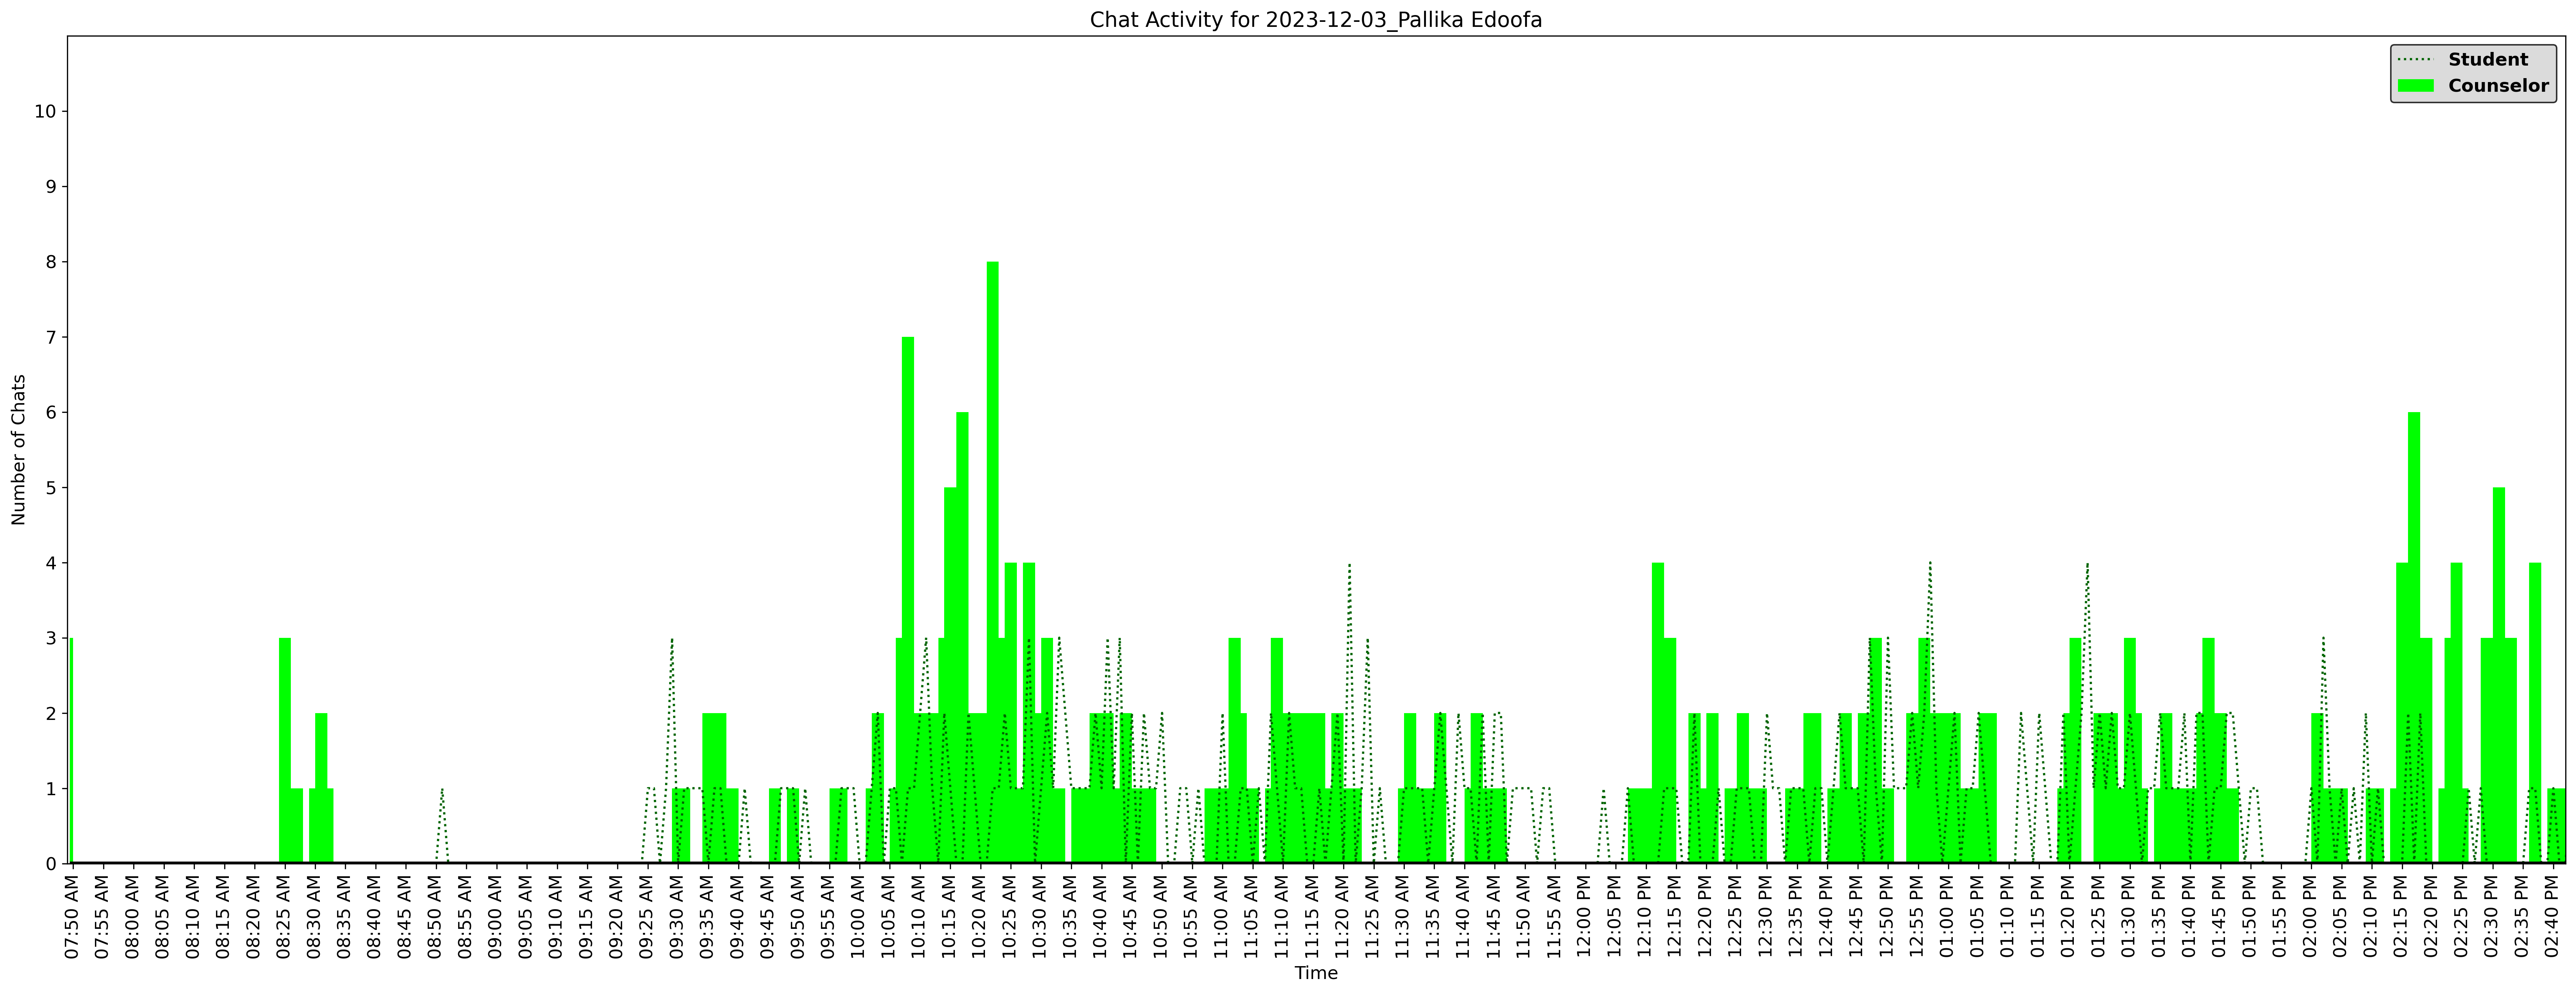 Chat Activity for 2023-12-03_Pallika Edoofa
Student
Counselor
Number of Chats
10
9
8
7
6
5
4
3
2
1
0
07:50 AM
07:55 AM
08:00 AM
08:05 AM
08:10 AM
08:15 AM
08:20 AM
08:25 AM
08:30 AM
08:35 AM
08:40 AM
08:45 AM
08:50 AM
08:55 AM
09:00 AM
09:05 AM
09:10 AM
09:15 AM
09:20 AM
09:25 AM
09:30 AM
09:35 AM
09:40 AM
09:45 AM
09:50 AM
09:55 AM
10:00 AM
10:05 AM
10:10 AM
10:15 AM
10:20 AM
10:25 AM
10:30 AM
10:35 AM
10:40 AM
10:45 AM
10:50 AM
10:55 AM
11:00 AM
11:05 AM
11:10 AM
11:15 AM
11:20 AM
11:25 AM
11:30 AM
11:35 AM
11:40 AM
11:45 AM
11:50 AM
11:55 AM
12:00 PM
12:05 PM
12:10 PM
12:15 PM
12:20 PM
12:25 PM
12:30 PM
12:35 PM
12:40 PM
12:45 PM
12:50 PM
12:55 PM
01:00 PM
01:05 PM
01:10 PM
01:15 PM
01:20 PM
01:25 PM
01:30 PM
01:35 PM
01:40 PM
01:45 PM
01:50 PM
01:55 PM
02:00 PM
02:05 PM
02:10 PM
02:15 PM
02:20 PM
02:25 PM
02:30 PM
02:35 PM
02:40 PM
Time